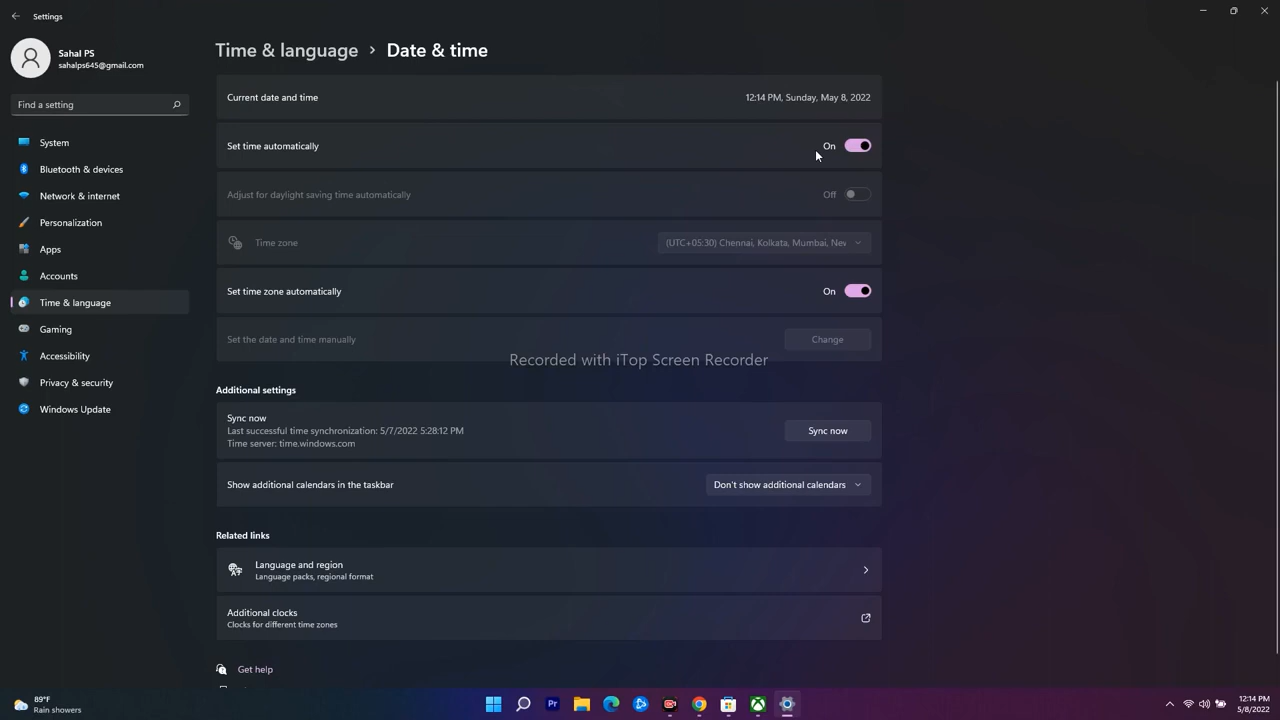 Settings
Sahal PS
sahalps645@gmail.com
Find a setting
System
Bluetooth & devices
Network & internet
Personalization
Apps
Accounts
Time & language
Gaming
Accessibility
Privacy & security
Windows Update
Time & language > Date & time
Current date and time 12:14 PM, Sunday, May 8, 2022
Set time automatically On
Adjust for daylight saving time automatically Off
Time zone (UTC+05:30) Chennai, Kolkata, Mumbai, Nev
Set time zone automatically On
Set the date and time manually Change
Recorded with iTop Screen Recorder
Additional settings
Sync now
Last successful time synchronization: 5/7/2022 5:28:12 PM
Time server: time.windows.com
Sync now
Show additional calendars in the taskbar Don't show additional calendars
Related links
Language and region
Language packs, regional format
Additional clocks
Clocks for different time zones
Get help
89°F
Rain showers
Pr
12:14 PM
5/8/2022